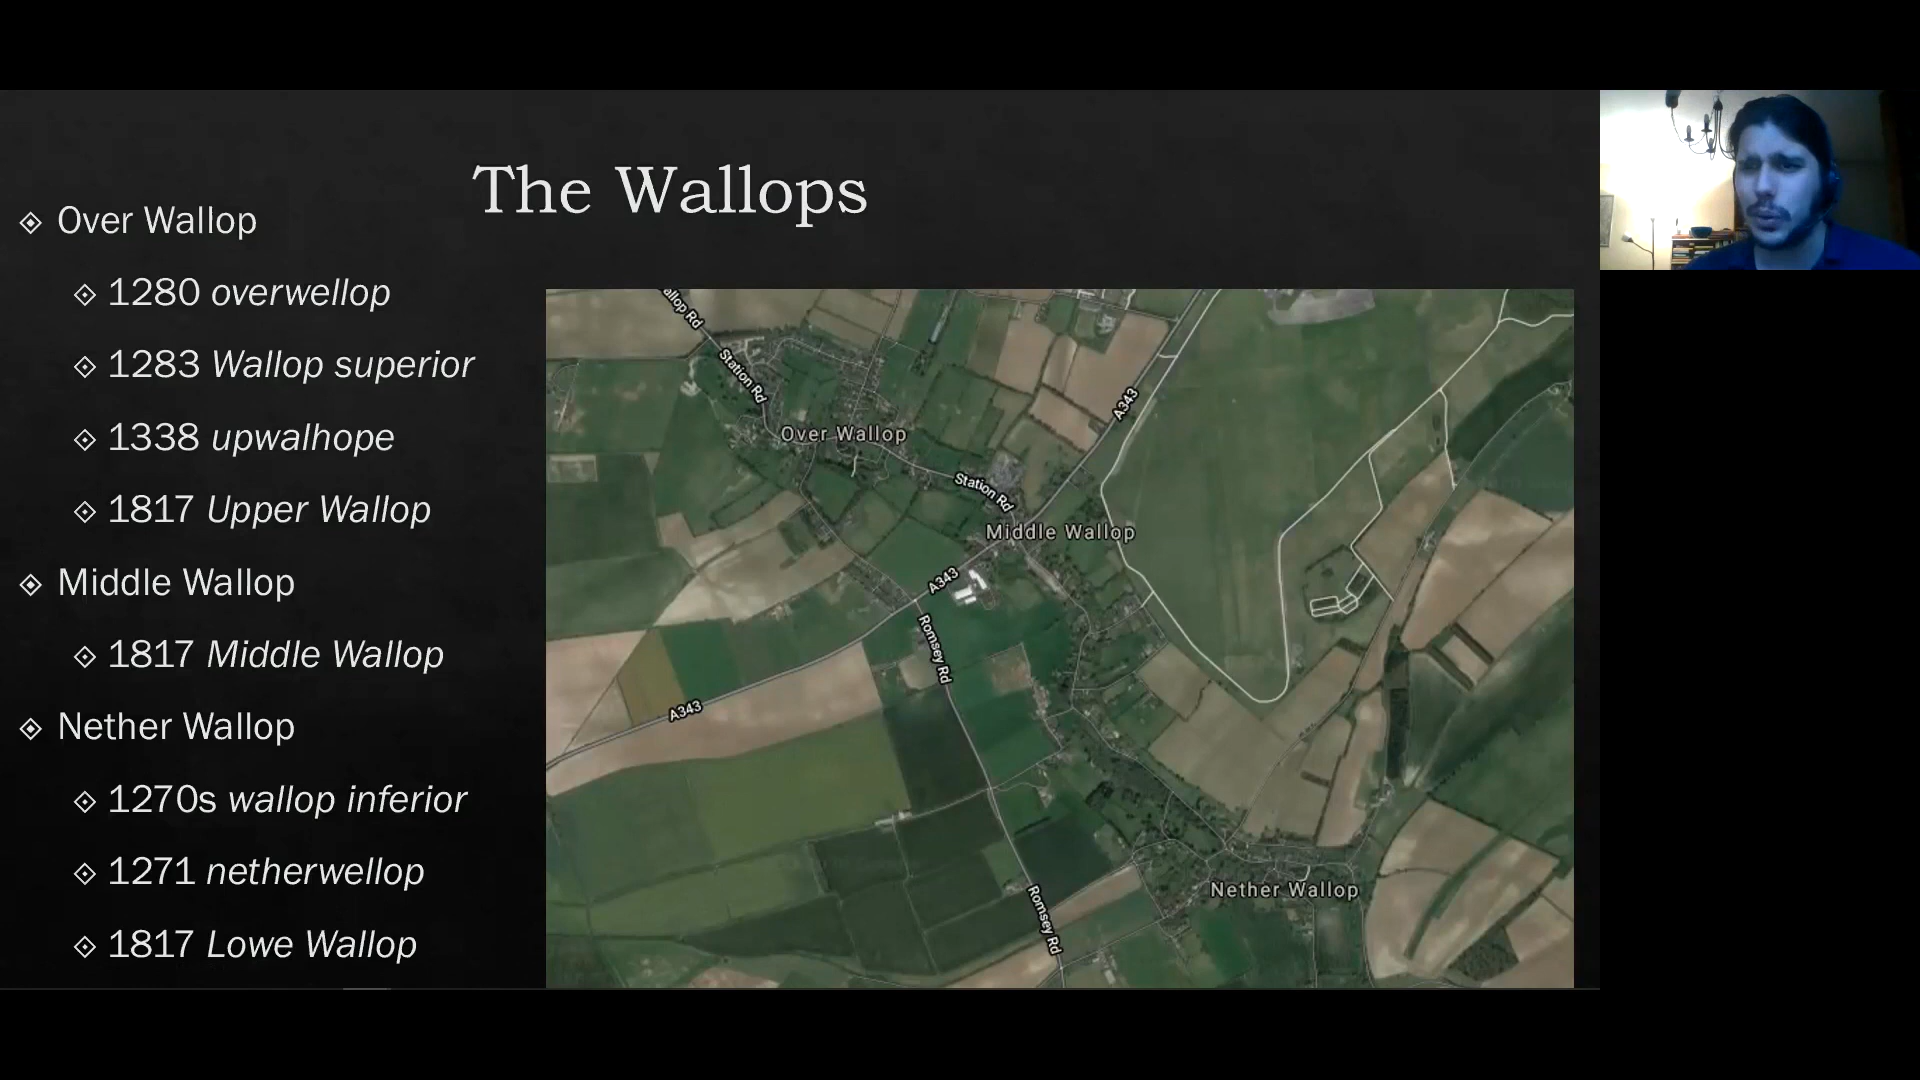 The Wallops
Over Wallop
1280 overwellop
1283 Wallop superior
1338 upwalhope
1817 Upper Wallop
Middle Wallop
1817 Middle Wallop
Nether Wallop
1270s wallop inferior
1271 netherwellop
1817 Lowe Wallop
allop Rd
Station Rd
A343
Over Wallop
Station Rd
Middle Wallop
A343
Romsey Rd
A343
Nether Wallop
Romsey Rd